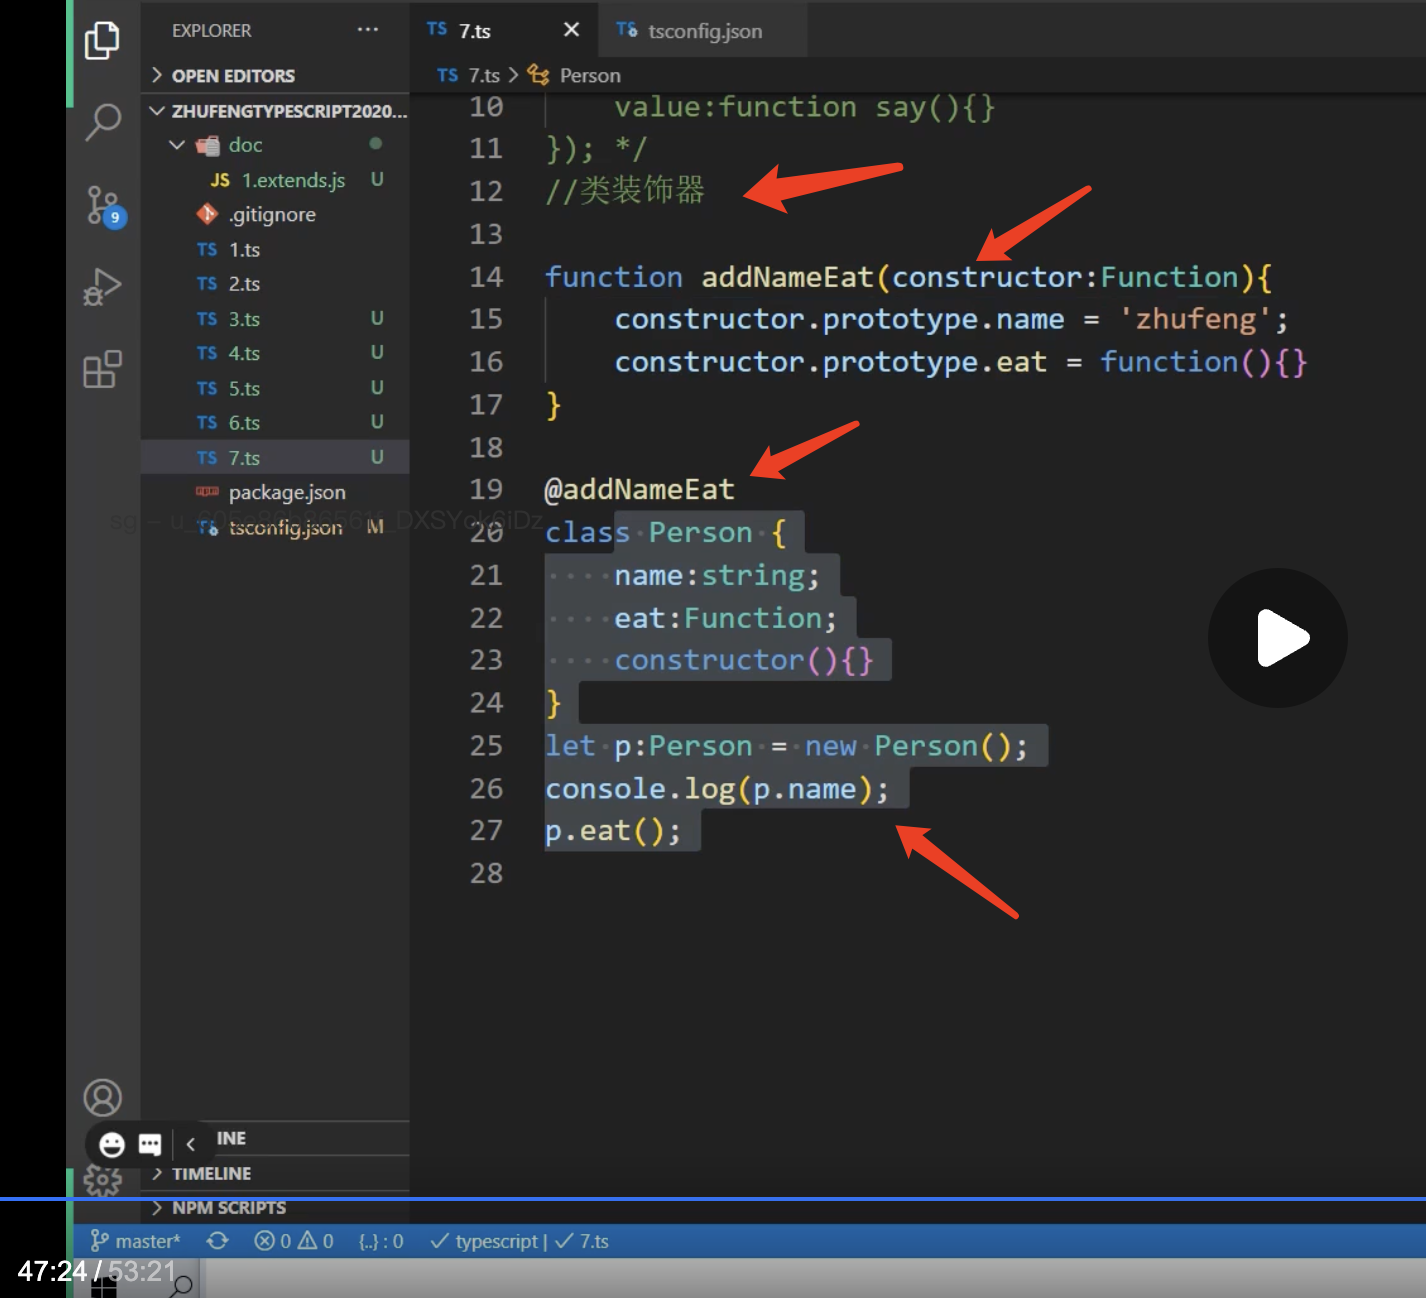 EXPLORER ...
OPEN EDITORS
ZHUFENGTYPESCRIPT2020...
doc
JS 1.extends.js U
.gitignore
TS 1.ts
TS 2.ts
TS 3.ts U
TS 4.ts U
TS 5.ts U
TS 6.ts U
TS 7.ts U
package.json
tsconfig.json M
9
INE
TIMELINE
NPM SCRIPTS
TS 7.ts
TS tsconfig.json
TS 7.ts > Person
10 value:function say(){}
11 }); */
12 //类装饰器
13
14 function addNameEat(constructor:Function){
15 constructor.prototype.name = 'zhufeng';
16 constructor.prototype.eat = function(){}
17 }
18
19 @addNameEat
20 class Person {
21 name:string;
22 eat:Function;
23 constructor(){}
24 }
25 let p:Person = new Person();
26 console.log(p.name);
27 p.eat();
28
master* 0 0 {..} : 0 typescript | 7.ts
47:24 / 53:21